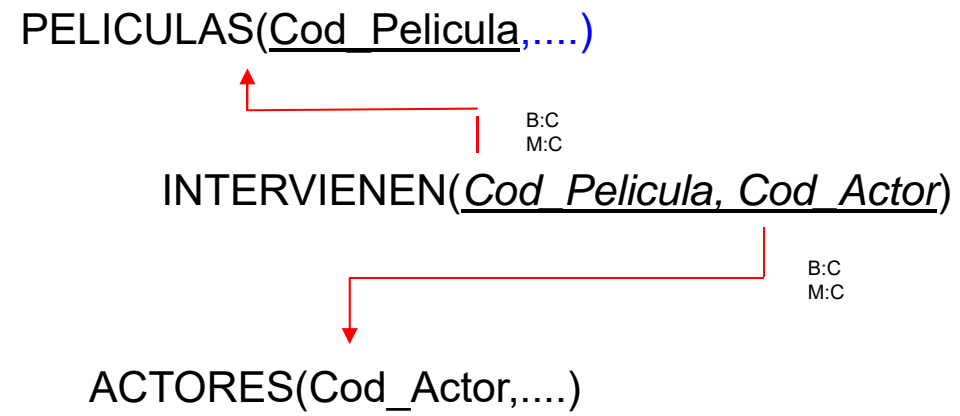 PELICULAS(Cod_Pelicula,....)
B:C
M:C
INTERVIENEN(Cod_Pelicula, Cod_Actor)
B:C
M:C
ACTORES(Cod_Actor,....)